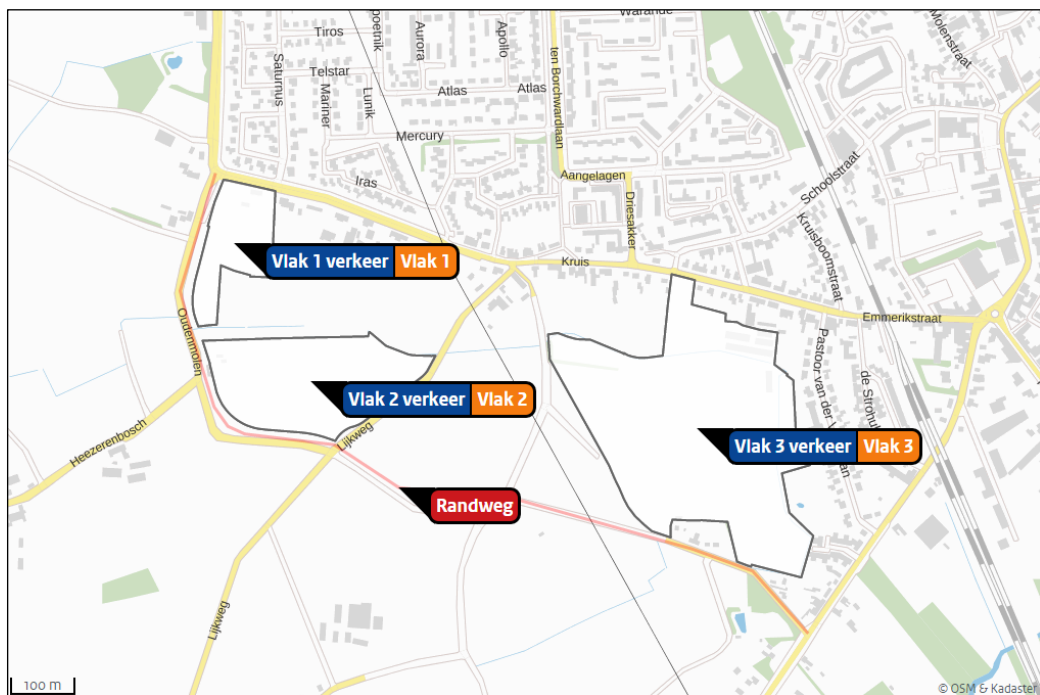 Warande
Molenstraat
Tiros
Aurora
Apollo
ten Borchwardlaan
Saturnus
Telstar
Mariner
Lunik
Atlas
Atlas
Mercury
Schoolstraat
Iras
Aangelagen
Driesakker
Kruisboomstraat
Vlak 1 verkeer Vlak 1
Kruis
Emmerikstraat
Oudenmolen
Pastoor van der
de
Vlak 2 verkeer Vlak 2
Heezerenbosch
Lijkweg
Vlak 3 verkeer Vlak 3
Randweg
Lijkweg
100 m
© OSM & Kadaster